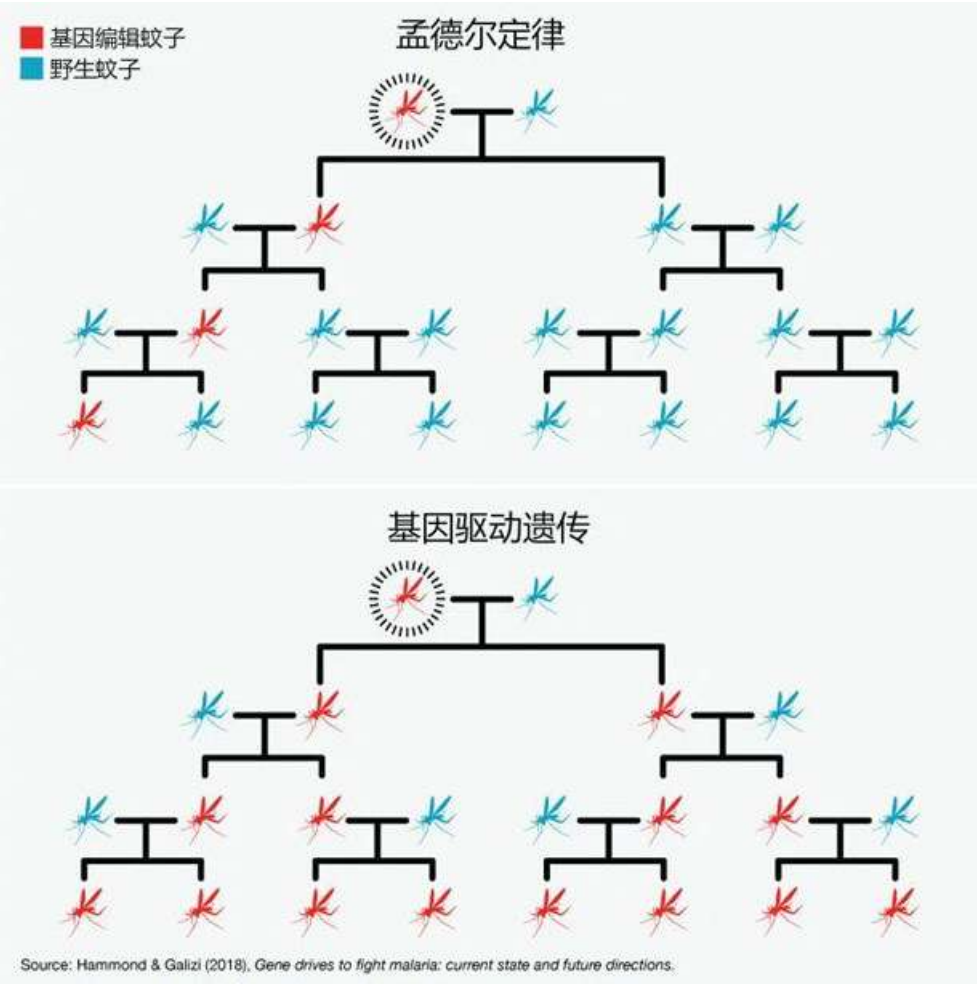 孟德尔定律
基因编辑蚊子
野生蚊子
基因驱动遗传
Source: Hammond & Galizi (2018), Gene drives to fight malaria: current state and future directions.